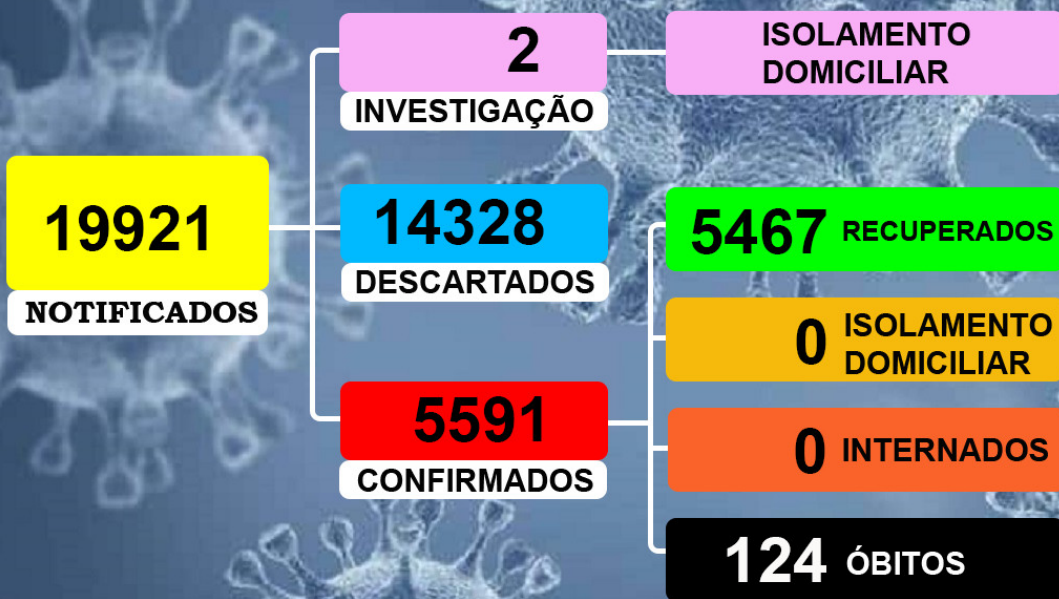 19921
NOTIFICADOS
2
INVESTIGAÇÃO
ISOLAMENTO
DOMICILIAR
14328
DESCARTADOS
5591
CONFIRMADOS
5467 RECUPERADOS
0 ISOLAMENTO
DOMICILIAR
0 INTERNADOS
124 ÓBITOS